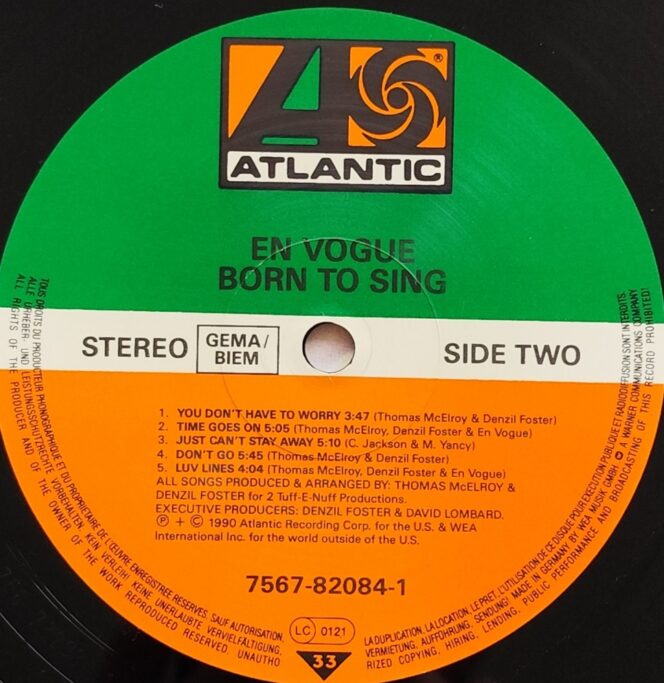 ATLANTIC
®
EN VOGUE
BORN TO SING
STEREO
GEMA/
BIEM
SIDE TWO
1. YOU DON'T HAVE TO WORRY 3:47 (Thomas McElroy & Denzil Foster)
2. TIME GOES ON 5:05 (Thomas McElroy, Denzil Foster & En Vogue)
3. JUST CAN'T STAY AWAY 5:10 (C. Jackson & M. Yancy)
4. DON'T GO 5:45 (Thomas McElroy & Denzil Foster)
5. LUV LINES 4:04 (Thomas McElroy, Denzil Foster & En Vogue)
ALL SONGS PRODUCED & ARRANGED BY: THOMAS McELROY &
DENZIL FOSTER for 2 Tuff-E-Nuff Productions.
EXECUTIVE PRODUCERS: DENZIL FOSTER & DAVID LOMBARD.
℗ + © 1990 Atlantic Recording Corp. for the U.S. & WEA
International Inc. for the world outside of the U.S.
7567-82084-1
LC 0121
33
TOUS DROITS DU PRODUCTEUR PHONOGRAPHIQUE ET DU PROPRIETAIRE DE L'ŒUVRE ENREGISTREE RESERVES. SAUF AUTORISATION,
LA DUPLICATION, LA LOCATION, LE PRET, L'UTILISATION DE CE DISQUE POUR EXECUTION PUBLIQUE ET RADIODIFFUSION SONT INTERDITS.
ALLE URHEBER- UND LEISTUNGSSCHUTZRECHTE VORBEHALTEN. KEIN VERLEIH! KEINE UNERLAUBTE VERVIELFÄLTIGUNG,
VERMIETUNG, AUFFÜHRUNG, SENDUNG! MADE IN GERMANY BY WEA MUSIK GMBH A WARNER COMMUNICATIONS COMPANY
ALL RIGHTS OF THE PRODUCER AND OF THE OWNER OF THE WORK REPRODUCED RESERVED. UNAUTHO
RIZED COPYING, HIRING, LENDING, PUBLIC PERFORMANCE AND BROADCASTING OF THIS RECORD PROHIBITED!